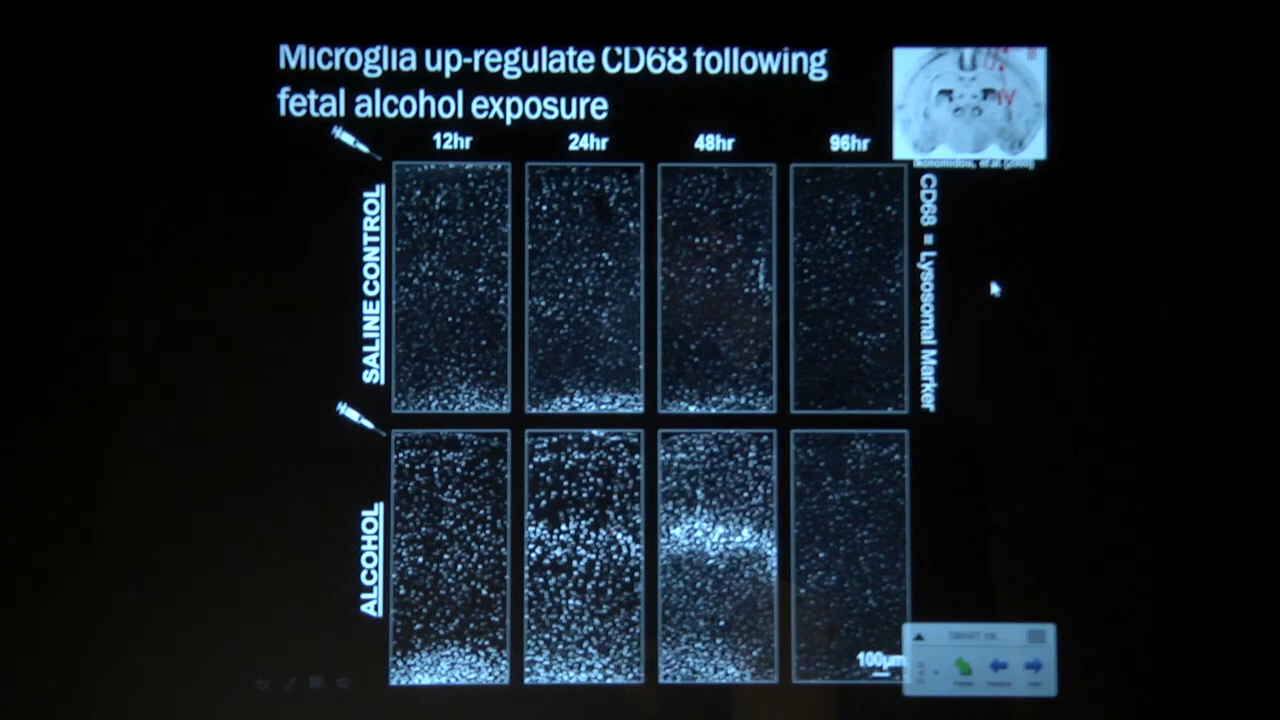 Microglia up-regulate CD68 following
fetal alcohol exposure
12hr 24hr 48hr 96hr
IV
SALINE CONTROL
CD68 = Lysosomal Marker
ALCOHOL
100µm